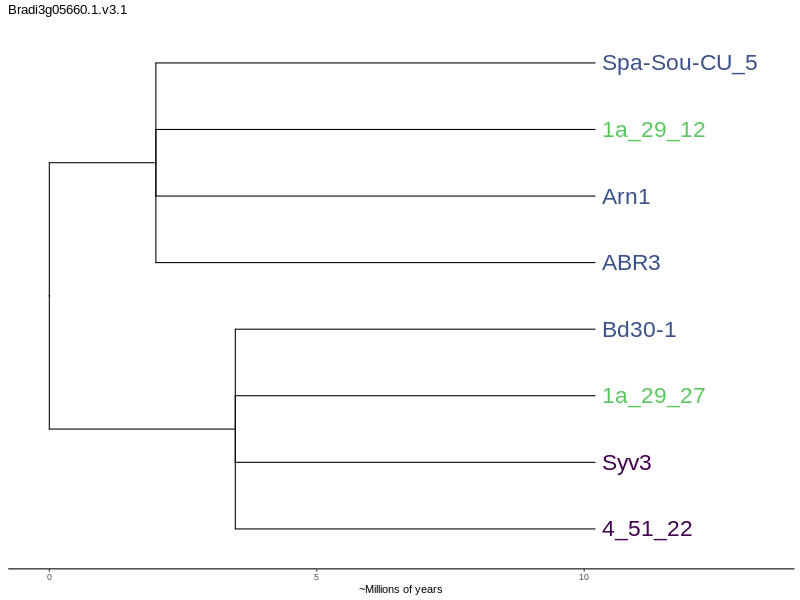 Bradi3g05660.1.v3.1
Spa-Sou-CU_5
1a_29_12
Arn1
ABR3
Bd30-1
1a_29_27
Syv3
4_51_22
0 5 10
~Millions of years